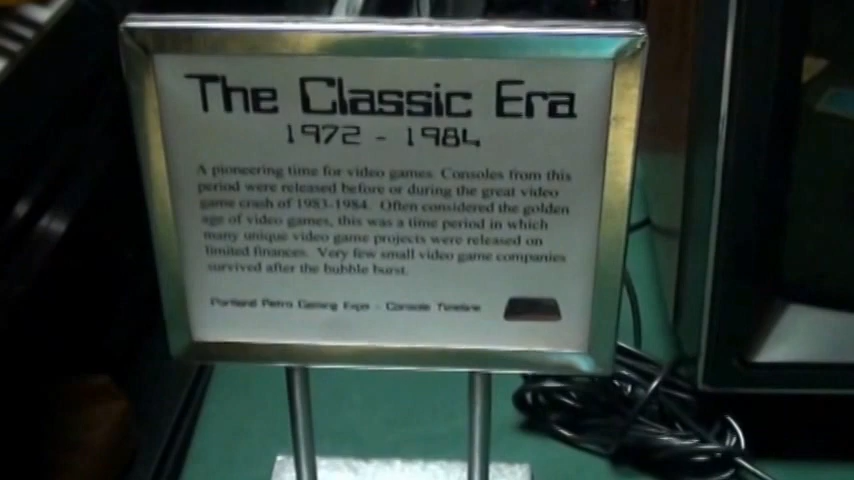 The Classic Era
1972 - 1984
A pioneering time for video games. Consoles from this
period were released before or during the great video
game crash of 1983-1984. Often considered the golden
age of video games, this was a time period in which
many unique video game projects were released on
limited finances. Very few small video game companies
survived after the bubble burst.
Portland Retro Gaming Expo - Console Timeline